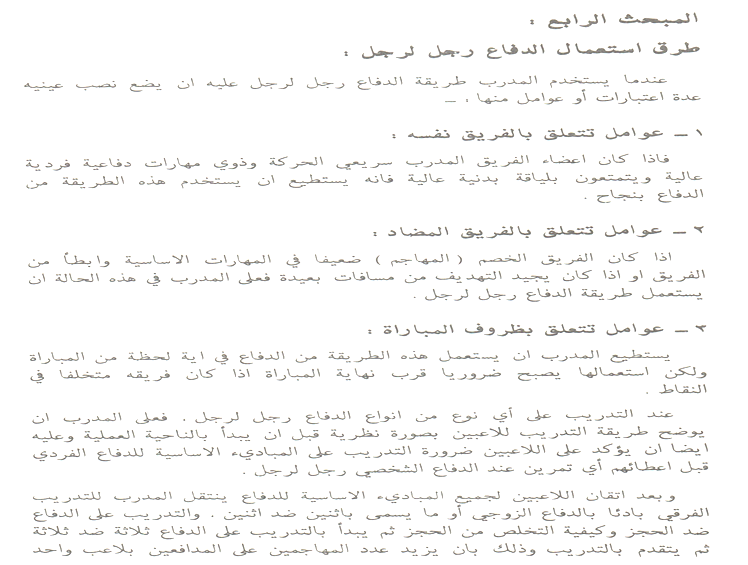 المبحث الرابع :
طرق استعمال الدفاع رجل لرجل :
عندما يستخدم المدرب طريقة الدفاع رجل لرجل عليه ان يضع نصب عينيه
عدة اعتبارات أو عوامل منها : ــ
١ ــ عوامل تتعلق بالفريق نفسه :
فاذا كان اعضاء الفريق المدرب سريعي الحركة وذوي مهارات دفاعية فردية
عالية ويتمتعون بلياقة بدنية عالية فانه يستطيع ان يستخدم هذه الطريقة من
الدفاع بنجاح .
٢ ــ عوامل تتعلق بالفريق المضاد :
اذا كان الفريق الخصم ( المهاجم ) ضعيفا في المهارات الاساسية وابطأ من
الفريق او اذا كان يجيد التهديف من مسافات بعيدة فعلى المدرب في هذه الحالة ان
يستعمل طريقة الدفاع رجل لرجل .
٣ ــ عوامل تتعلق بظروف المباراة :
يستطيع المدرب ان يستعمل هذه الطريقة من الدفاع في اية لحظة من المباراة
ولكن استعمالها يصبح ضروريا قرب نهاية المباراة اذا كان فريقه متخلفا في
النقاط .
عند التدريب على أي نوع من انواع الدفاع رجل لرجل . فعلى المدرب ان
يوضح طريقة التدريب للاعبين بصورة نظرية قبل ان يبدأ بالناحية العملية وعليه
ايضا ان يؤكد على اللاعبين ضرورة التدريب على المباديء الاساسية للدفاع الفردي
قبل اعطائهم أي تمرين عند الدفاع الشخصي رجل لرجل .
وبعد اتقان اللاعبين لجميع المباديء الاساسية للدفاع ينتقل المدرب للتدريب
الفرقي بادئا بالدفاع الزوجي أو ما يسمى باثنين ضد اثنين . والتدريب على الدفاع
ضد الحجز وكيفية التخلص من الحجز ثم يبدأ بالتدريب على الدفاع ثلاثة ضد ثلاثة
ثم يتقدم بالتدريب وذلك بان يزيد عدد المهاجمين على المدافعين بلاعب واحد